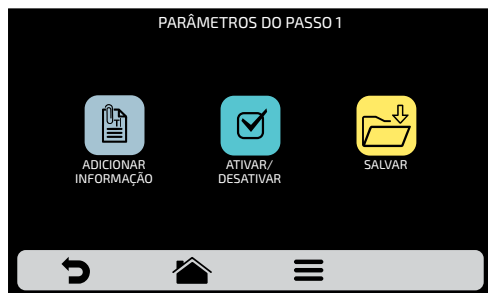 PARÂMETROS DO PASSO 1
ADICIONAR
INFORMAÇÃO
ATIVAR/
DESATIVAR
SALVAR